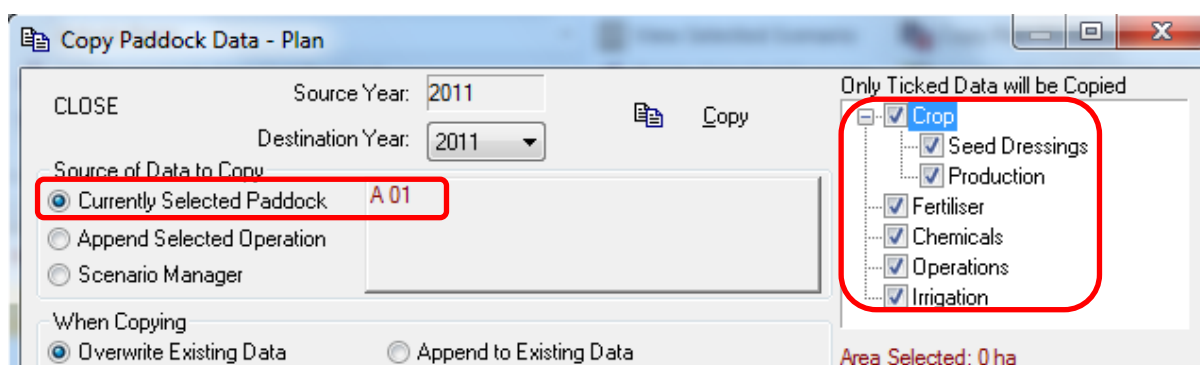 Copy Paddock Data - Plan
CLOSE
Source Year: 2011
Copy
Destination Year: 2011
Source of Data to Copy
Currently Selected Paddock A 01
Append Selected Operation
Scenario Manager
When Copying
Overwrite Existing Data Append to Existing Data
Only Ticked Data will be Copied
Crop
Seed Dressings
Production
Fertiliser
Chemicals
Operations
Irrigation
Area Selected: 0 ha